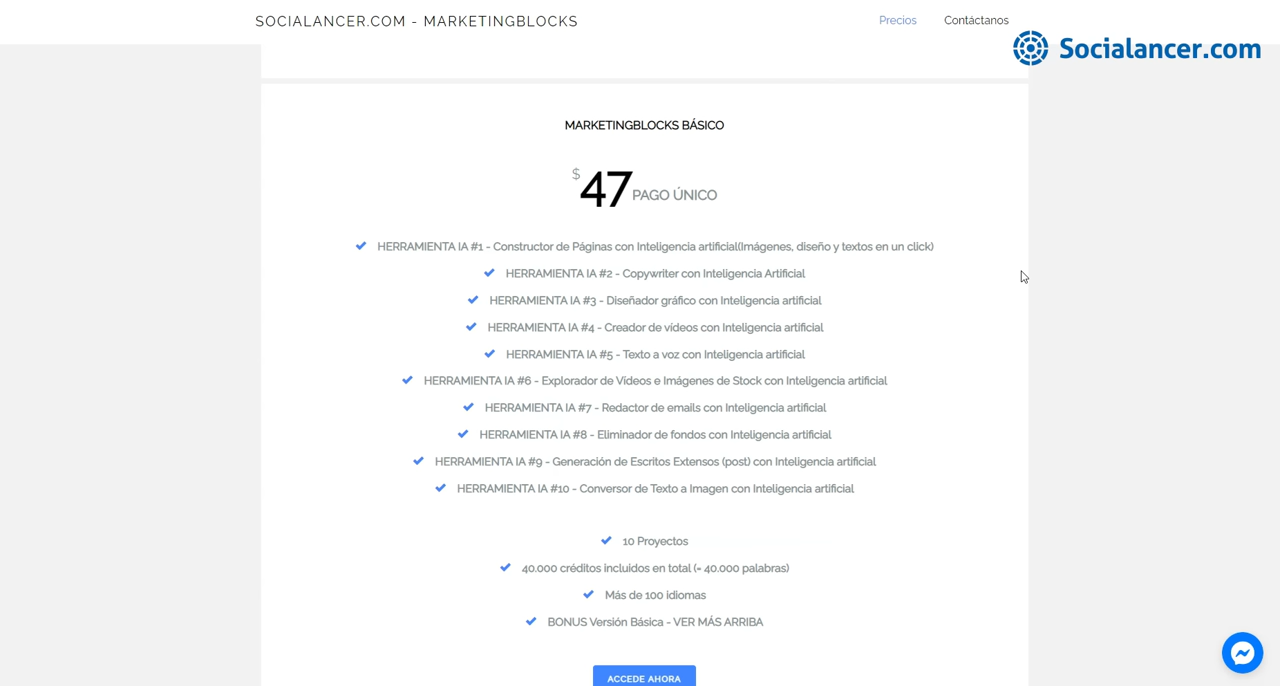 SOCIALANCER.COM - MARKETINGBLOCKS
Precios
Contáctanos
Socialancer.com
MARKETINGBLOCKS BÁSICO
$47 PAGO ÚNICO
HERRAMIENTA IA #1 - Constructor de Páginas con Inteligencia artificial(Imágenes, diseño y textos en un click)
HERRAMIENTA IA #2 - Copywriter con Inteligencia Artificial
HERRAMIENTA IA #3 - Diseñador gráfico con Inteligencia artificial
HERRAMIENTA IA #4 - Creador de vídeos con Inteligencia artificial
HERRAMIENTA IA #5 - Texto a voz con Inteligencia artificial
HERRAMIENTA IA #6 - Explorador de Vídeos e Imágenes de Stock con Inteligencia artificial
HERRAMIENTA IA #7 - Redactor de emails con Inteligencia artificial
HERRAMIENTA IA #8 - Eliminador de fondos con Inteligencia artificial
HERRAMIENTA IA #9 - Generación de Escritos Extensos (post) con Inteligencia artificial
HERRAMIENTA IA #10 - Conversor de Texto a Imagen con Inteligencia artificial
10 Proyectos
40.000 créditos incluidos en total (= 40.000 palabras)
Más de 100 idiomas
BONUS Versión Básica - VER MÁS ARRIBA
ACCEDE AHORA